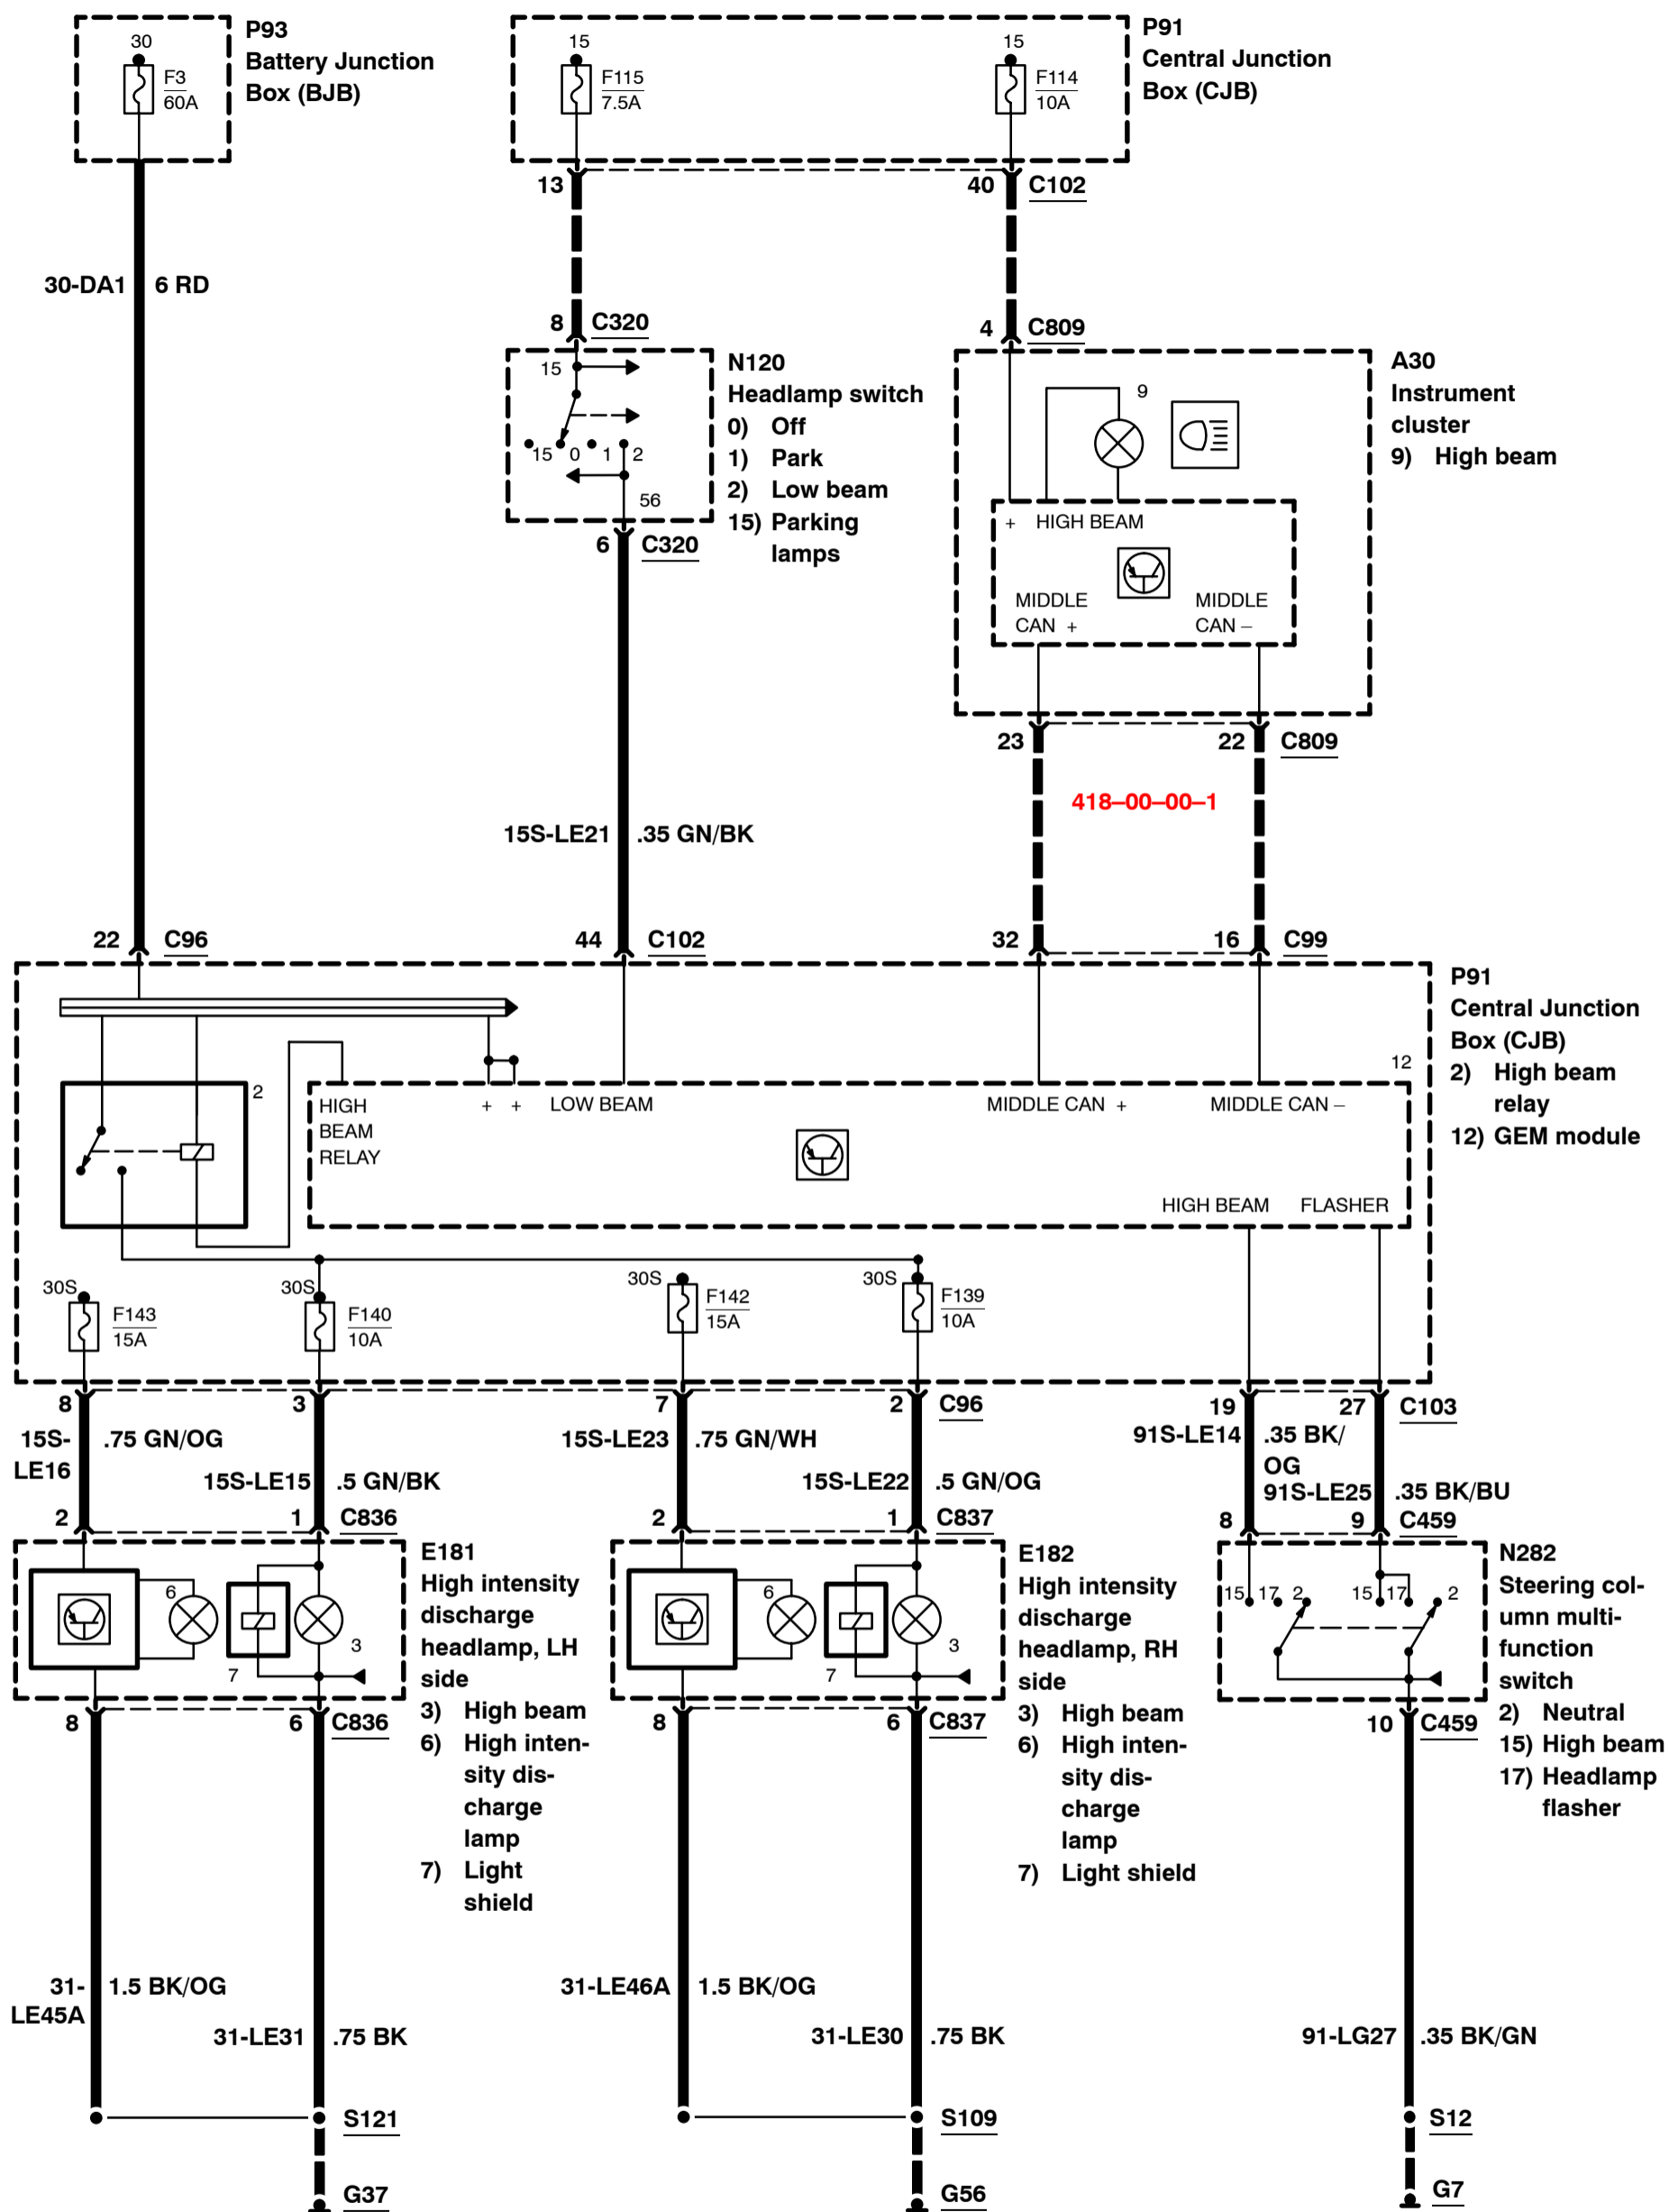 30
F3
60A
P93
Battery Junction
Box (BJB)
15
F115
7.5A
15
F114
10A
P91
Central Junction
Box (CJB)
13
40
C102
30-DA1
6 RD
8
C320
4
C809
15
15
0
1
2
56
N120
Headlamp switch
0) Off
1) Park
2) Low beam
15) Parking
lamps
6
C320
9
+ HIGH BEAM
MIDDLE
CAN +
MIDDLE
CAN –
A30
Instrument
cluster
9) High beam
23
22
C809
418–00–00–1
15S-LE21
.35 GN/BK
22
C96
44
C102
32
16
C99
P91
Central Junction
Box (CJB)
2) High beam
relay
12) GEM module
12
2
HIGH
BEAM
RELAY
+ +
LOW BEAM
MIDDLE CAN +
MIDDLE CAN –
HIGH BEAM
FLASHER
30S
F143
15A
30S
F140
10A
30S
F142
15A
30S
F139
10A
8
3
7
2
C96
19
27
C103
15S-
LE16
.75 GN/OG
15S-LE15
.5 GN/BK
15S-LE23
.75 GN/WH
15S-LE22
.5 GN/OG
91S-LE14
.35 BK/
OG
91S-LE25
.35 BK/BU
2
1
C836
2
1
C837
8
9
C459
6
7
3
E181
High intensity
discharge
headlamp, LH
side
3) High beam
6) High inten-
sity dis-
charge
lamp
7) Light
shield
6
7
3
E182
High intensity
discharge
headlamp, RH
side
3) High beam
6) High inten-
sity dis-
charge
lamp
7) Light shield
15
17
2
15
17
2
N282
Steering col-
umn multi-
function
switch
2) Neutral
15) High beam
17) Headlamp
flasher
8
6
C836
8
6
C837
10
C459
31-
LE45A
1.5 BK/OG
31-LE31
.75 BK
31-LE46A
1.5 BK/OG
31-LE30
.75 BK
91-LG27
.35 BK/GN
S121
S109
S12
G37
G56
G7